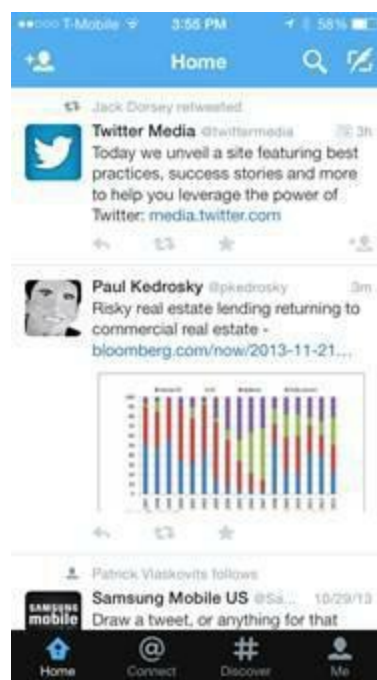 T-Mobile 3:55 PM 58%
Home
Jack Dorsey retweeted
Twitter Media @twittermedia 3h
Today we unveil a site featuring best
practices, success stories and more
to help you leverage the power of
Twitter: media.twitter.com
Paul Kedrosky @pkedrosky 3m
Risky real estate lending returning to
commercial real estate -
bloomberg.com/now/2013-11-21...
Patrick Vlaskovits follows
SAMSUNG
mobile
Samsung Mobile US @Sa... 10/29/13
Draw a tweet, or anything for that
Home Connect Discover Me